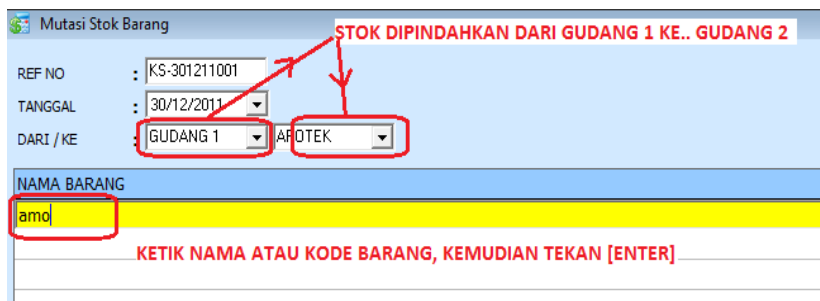 Mutasi Stok Barang
STOK DIPINDAHKAN DARI GUDANG 1 KE.. GUDANG 2
REF NO : KS-301211001
TANGGAL : 30/12/2011
DARI / KE : GUDANG 1 APOTEK
NAMA BARANG
amo
KETIK NAMA ATAU KODE BARANG, KEMUDIAN TEKAN [ENTER]